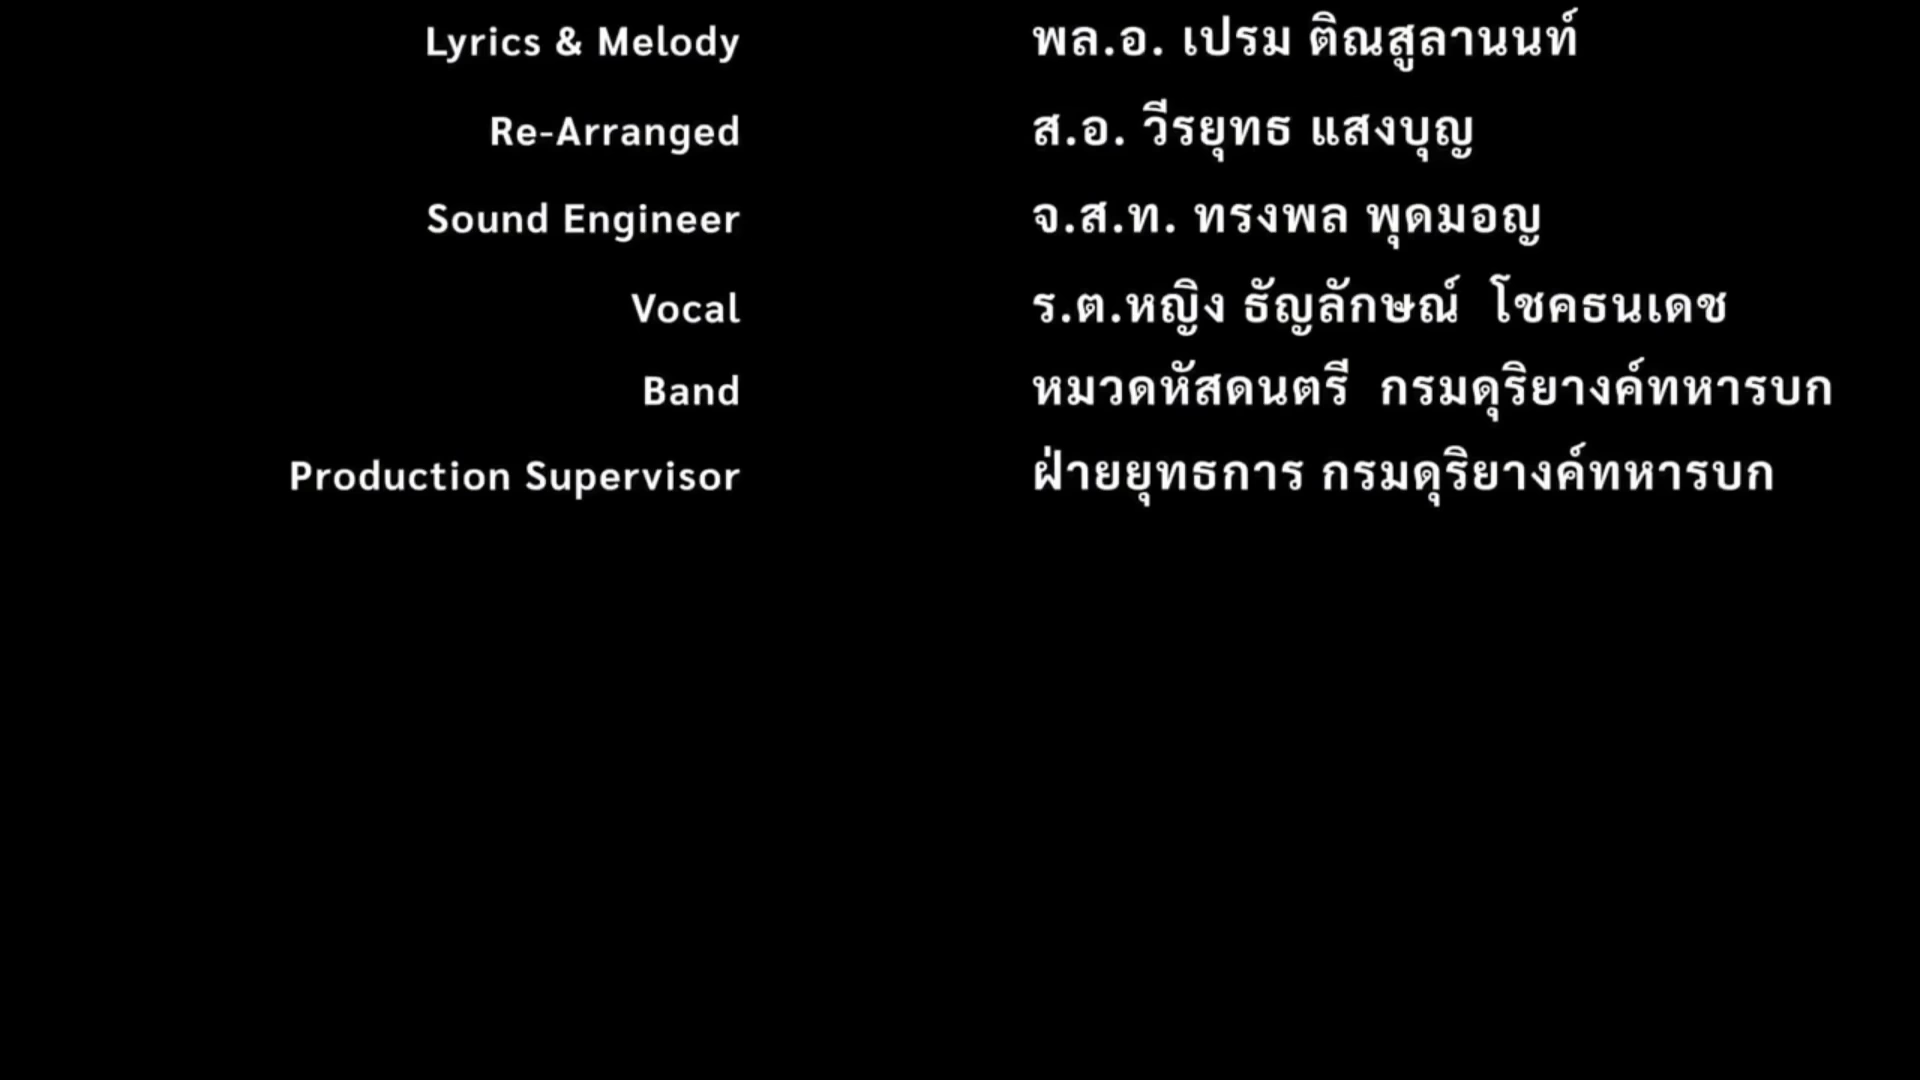 Lyrics & Melody พล.อ. เปรม ติณสูลานนท์
Re-Arranged ส.อ. วีรยุทธ แสงบุญ
Sound Engineer จ.ส.ท. ทรงพล พุดมอญ
Vocal ร.ต.หญิง ธัญลักษณ์ โชคธนเดช
Band หมวดหัสดนตรี กรมดุริยางค์ทหารบก
Production Supervisor ฝ่ายยุทธการ กรมดุริยางค์ทหารบก